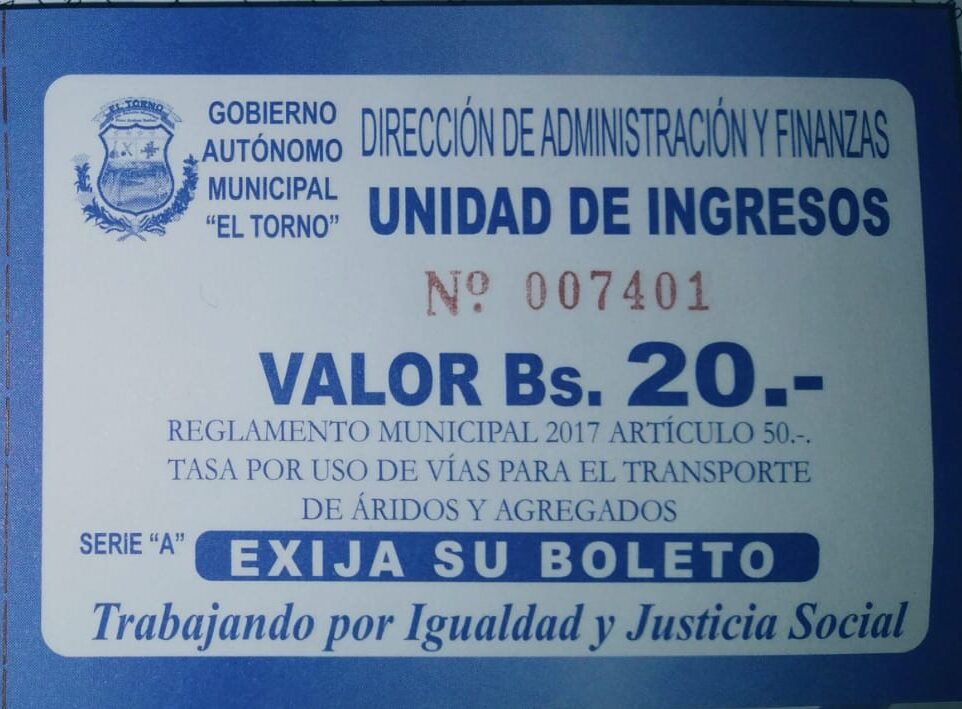 EL TORNO
GOBIERNO
AUTÓNOMO
MUNICIPAL
“EL TORNO”
DIRECCIÓN DE ADMINISTRACIÓN Y FINANZAS
UNIDAD DE INGRESOS
Nº 007401
VALOR Bs. 20.-
REGLAMENTO MUNICIPAL 2017 ARTÍCULO 50.-.
TASA POR USO DE VÍAS PARA EL TRANSPORTE
DE ÁRIDOS Y AGREGADOS
SERIE “A”
EXIJA SU BOLETO
Trabajando por Igualdad y Justicia Social